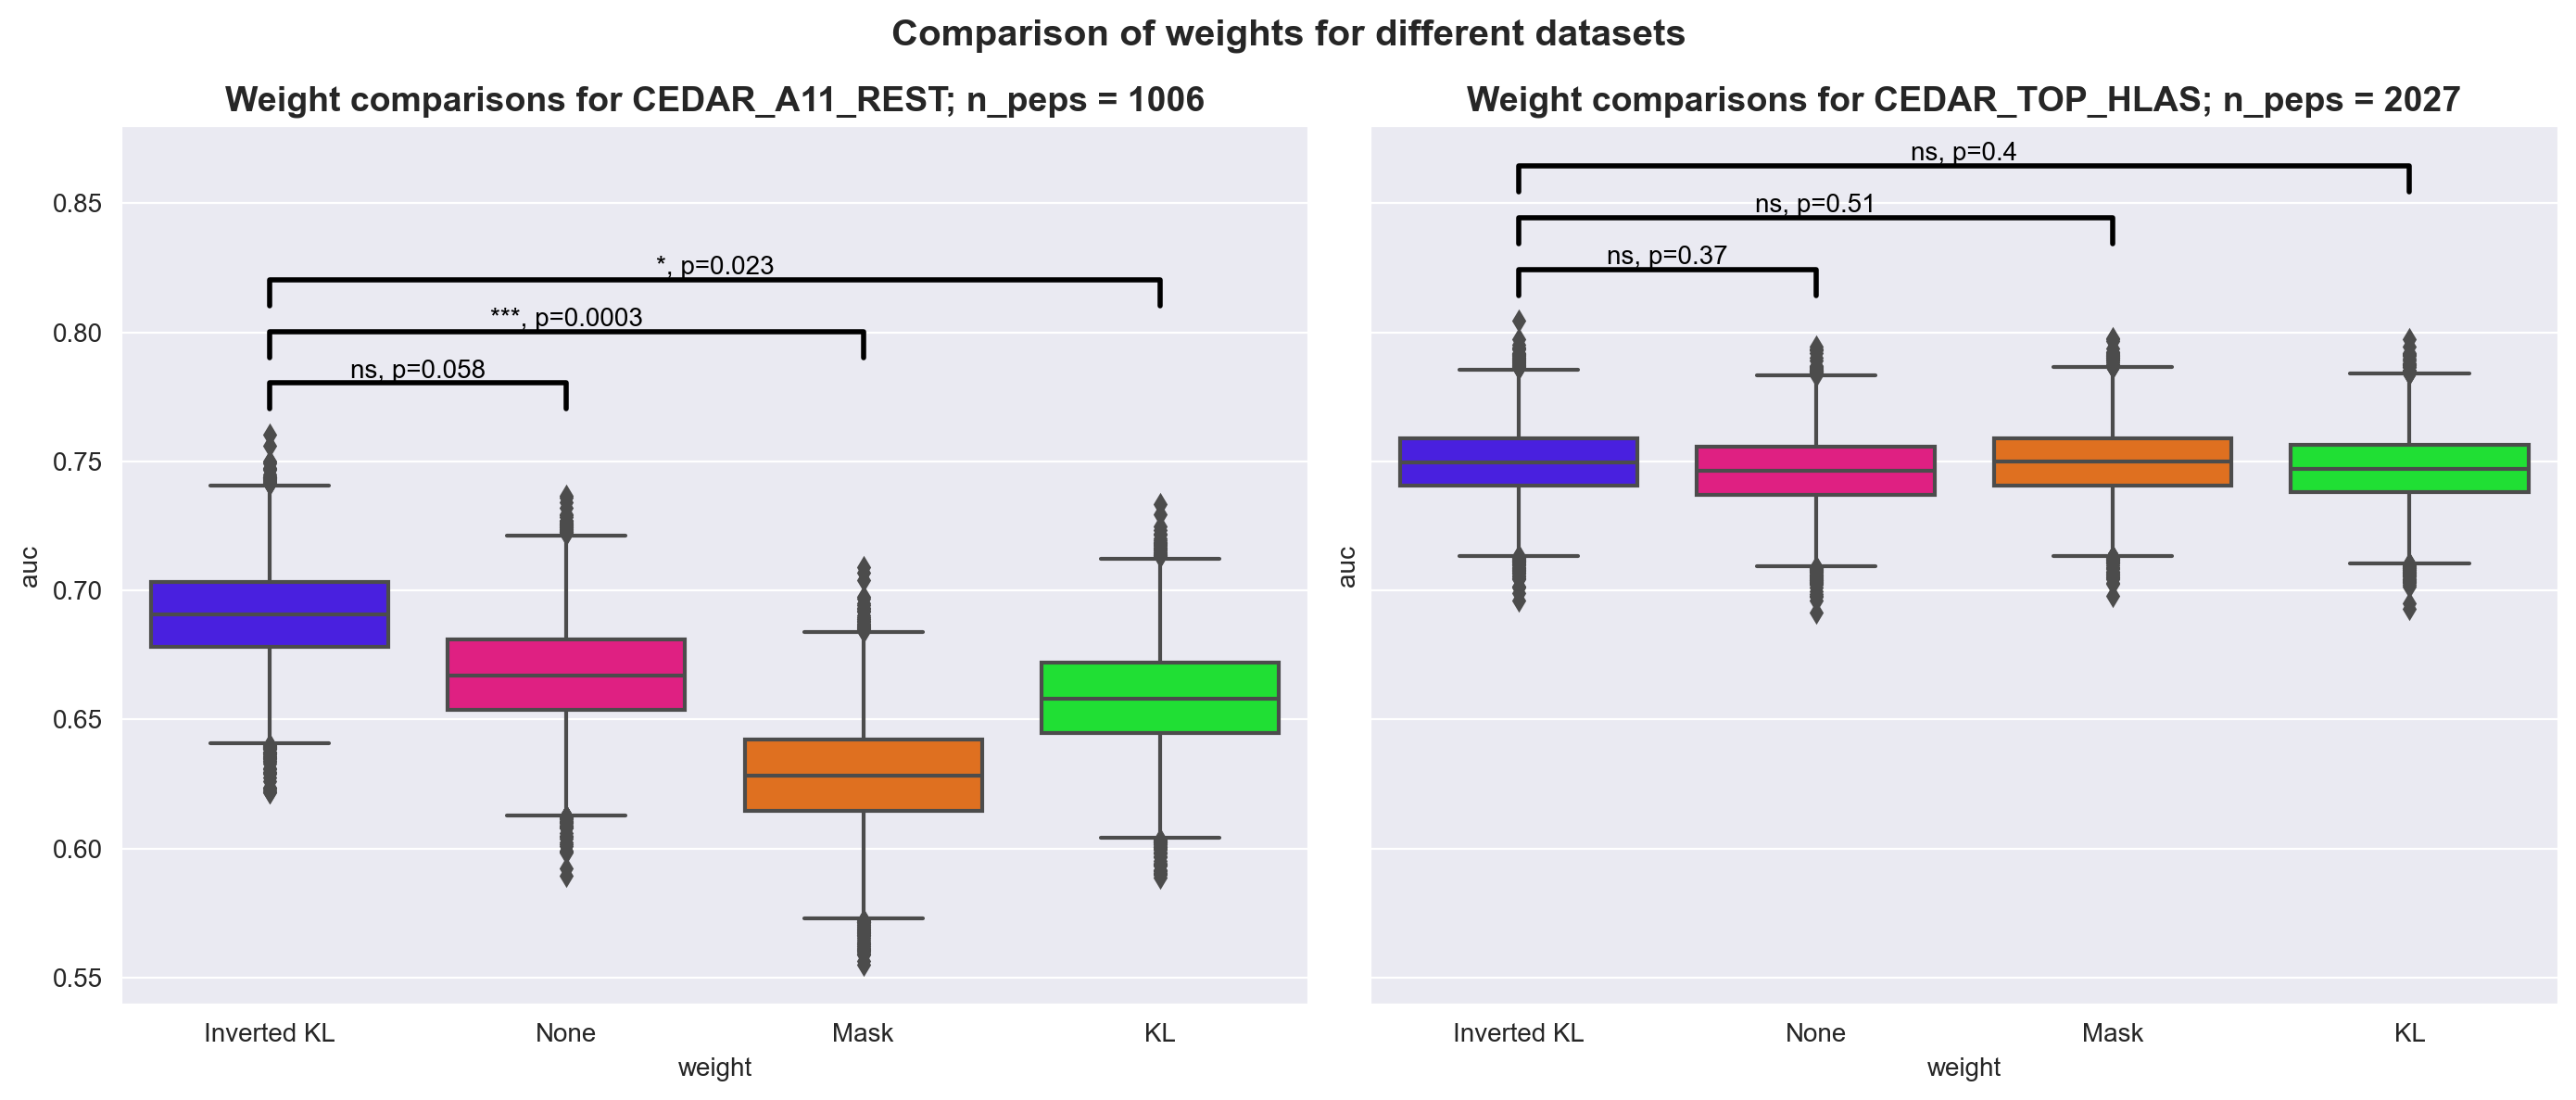 Comparison of weights for different datasets
Weight comparisons for CEDAR_A11_REST; n_peps = 1006
auc
0.85
0.80
0.75
0.70
0.65
0.60
0.55
*, p=0.023
***, p=0.0003
ns, p=0.058
Inverted KL None Mask KL
weight
Weight comparisons for CEDAR_TOP_HLAS; n_peps = 2027
auc
ns, p=0.4
ns, p=0.51
ns, p=0.37
Inverted KL None Mask KL
weight